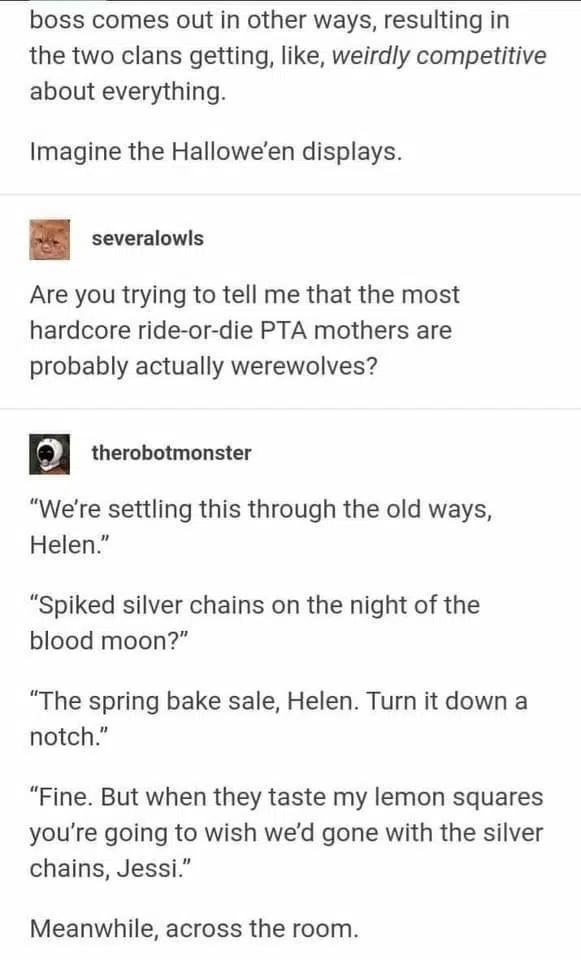 boss comes out in other ways, resulting in
the two clans getting, like, weirdly competitive
about everything.
Imagine the Hallowe’en displays.
severalowls
Are you trying to tell me that the most
hardcore ride-or-die PTA mothers are
probably actually werewolves?
therobotmonster
“We’re settling this through the old ways,
Helen.”
“Spiked silver chains on the night of the
blood moon?”
“The spring bake sale, Helen. Turn it down a
notch.”
“Fine. But when they taste my lemon squares
you’re going to wish we’d gone with the silver
chains, Jessi.”
Meanwhile, across the room.